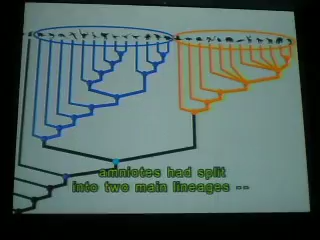 amniotes had split
into two main lineages --